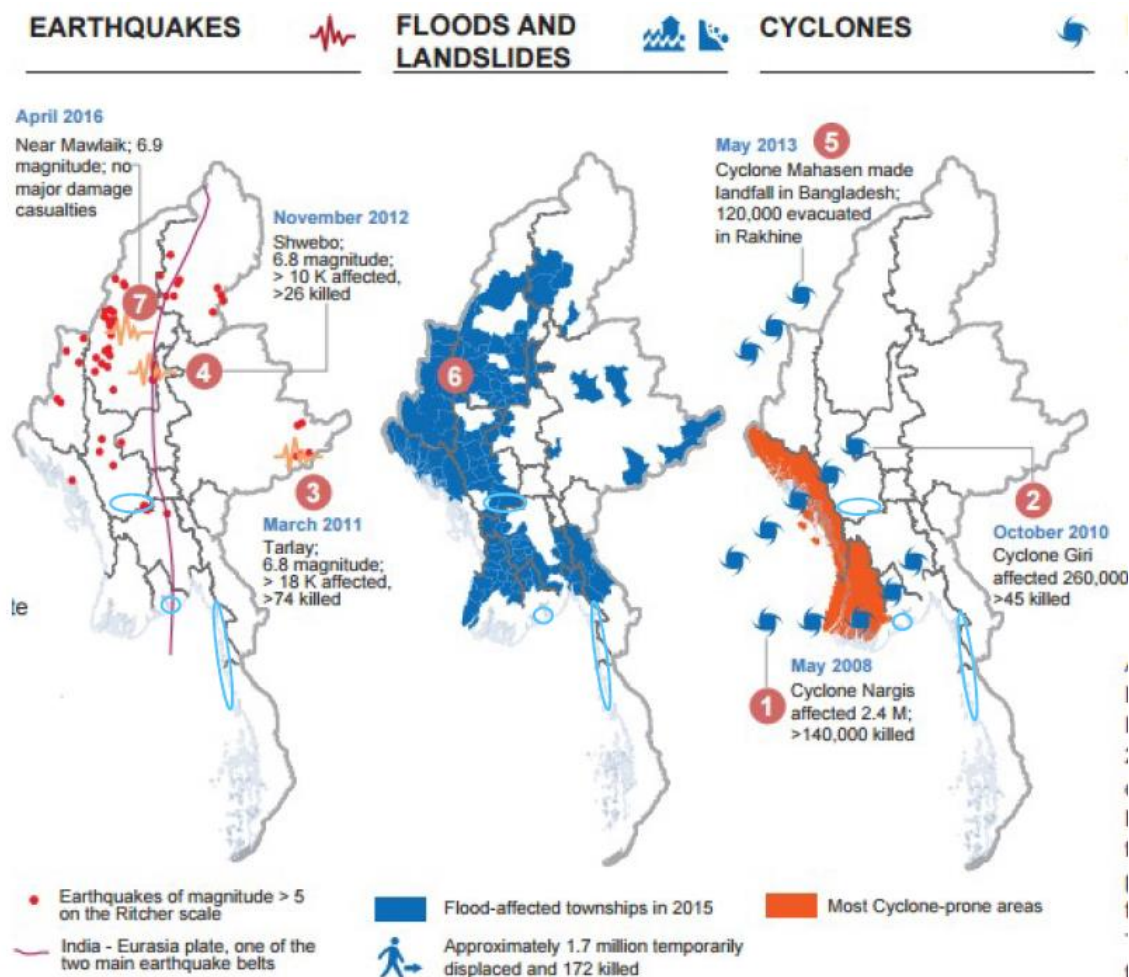 EARTHQUAKES
April 2016
Near Mawlaik; 6.9
magnitude; no
major damage
casualties
November 2012
Shwebo;
6.8 magnitude;
> 10 K affected,
>26 killed
7
4
3
March 2011
Tarlay;
6.8 magnitude;
> 18 K affected,
>74 killed
te
Earthquakes of magnitude > 5
on the Ritcher scale
India - Eurasia plate, one of the
two main earthquake belts
FLOODS AND
LANDSLIDES
6
Flood-affected townships in 2015
Approximately 1.7 million temporarily
displaced and 172 killed
CYCLONES
May 2013
5
Cyclone Mahasen made
landfall in Bangladesh;
120,000 evacuated
in Rakhine
2
October 2010
Cyclone Giri
affected 260,000
>45 killed
1
May 2008
Cyclone Nargis
affected 2.4 M;
>140,000 killed
Most Cyclone-prone areas